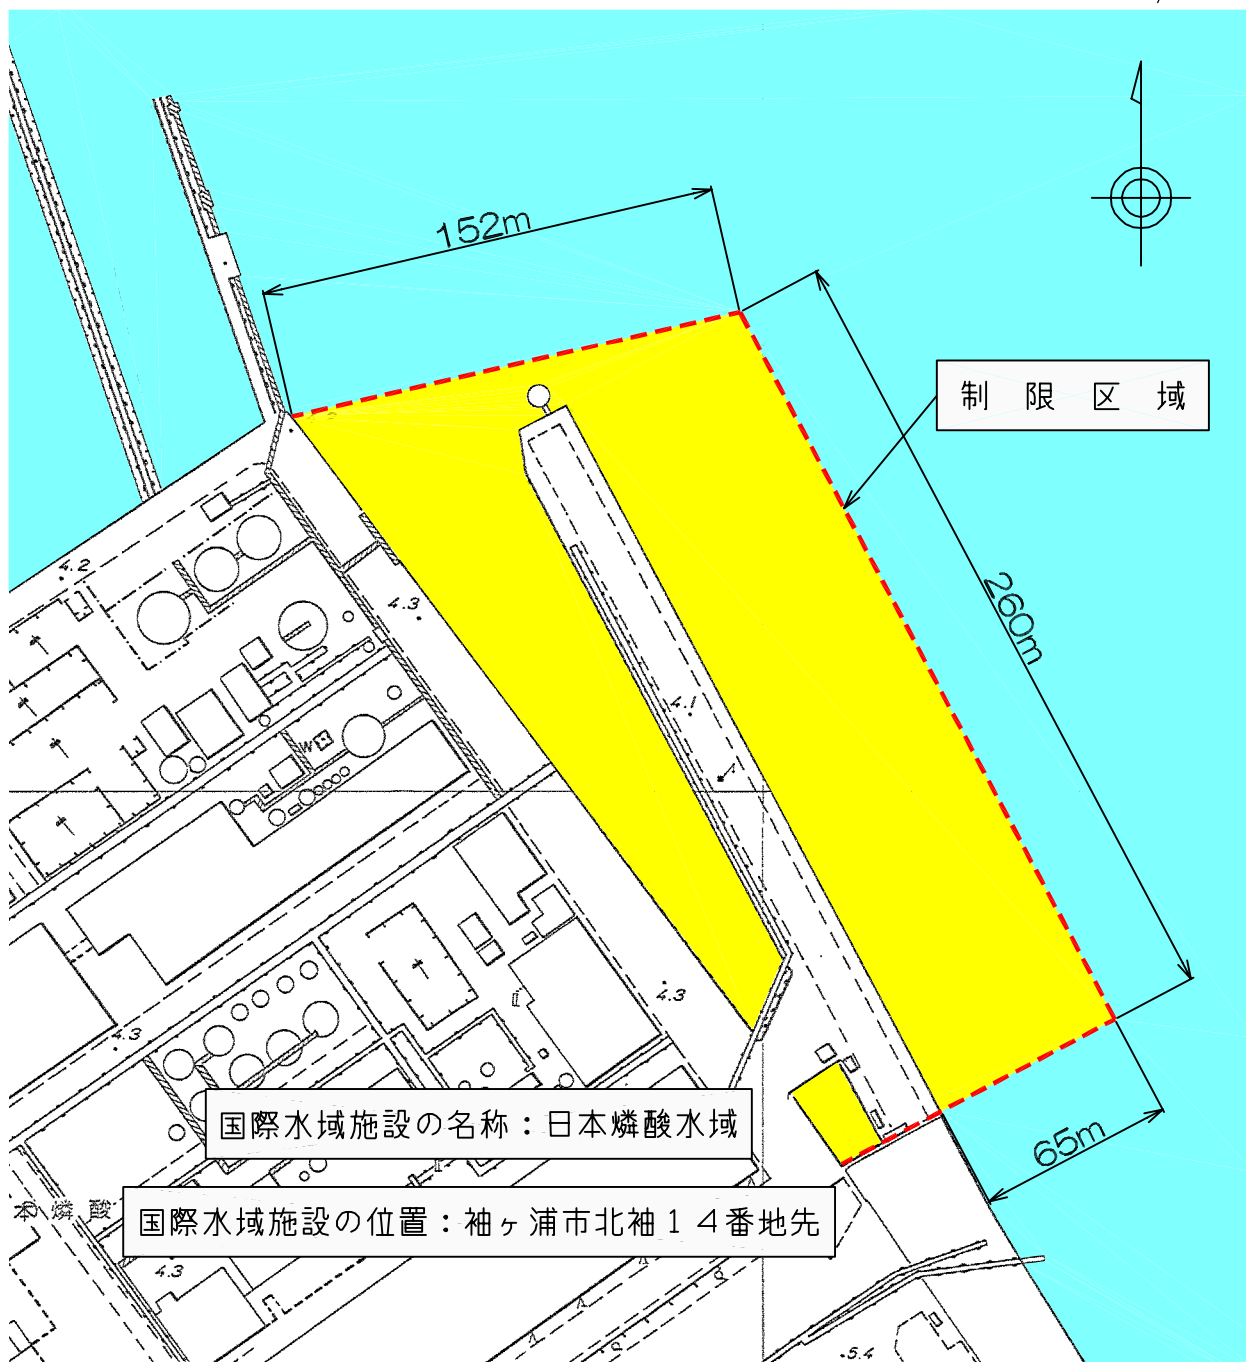 152m
制 限 区 域
4.2
4.3
260m
4.1
W
4.3
4.3
国際水域施設の名称：日本燐酸水域
65m
本燐酸
国際水域施設の位置：袖ヶ浦市北袖１４番地先
4.3
5.4